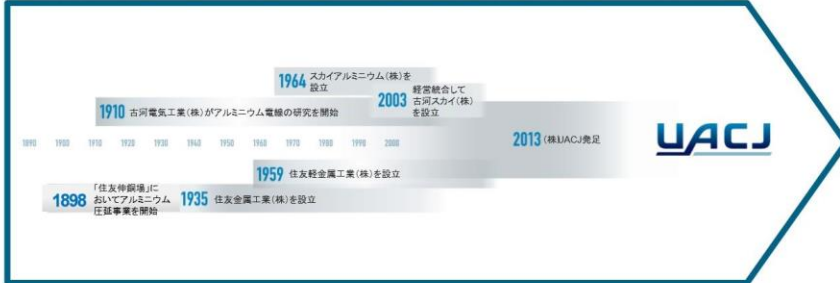 1964 スカイアルミニウム(株)を
設立
2003 経営統合して
古河スカイ(株)
を設立
1910 古河電気工業(株)がアルミニウム電線の研究を開始
1890 1900 1910 1920 1930 1940 1950 1960 1970 1980 1990 2000
2013 (株)UACJ発足
UACJ
1959 住友軽金属工業(株)を設立
1898 「住友伸銅場」に
おいてアルミニウム
圧延事業を開始
1935 住友金属工業(株)を設立